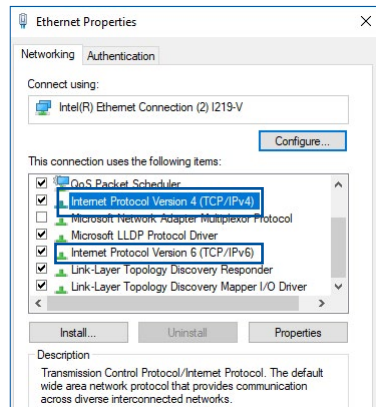 Ethernet Properties
Networking Authentication
Connect using:
Intel(R) Ethernet Connection (2) I219-V
Configure...
This connection uses the following items:
QoS Packet Scheduler
Internet Protocol Version 4 (TCP/IPv4)
Microsoft Network Adapter Multiplexor Protocol
Microsoft LLDP Protocol Driver
Internet Protocol Version 6 (TCP/IPv6)
Link-Layer Topology Discovery Responder
Link-Layer Topology Discovery Mapper I/O Driver
Install... Uninstall Properties
Description
Transmission Control Protocol/Internet Protocol. The default
wide area network protocol that provides communication
across diverse interconnected networks.